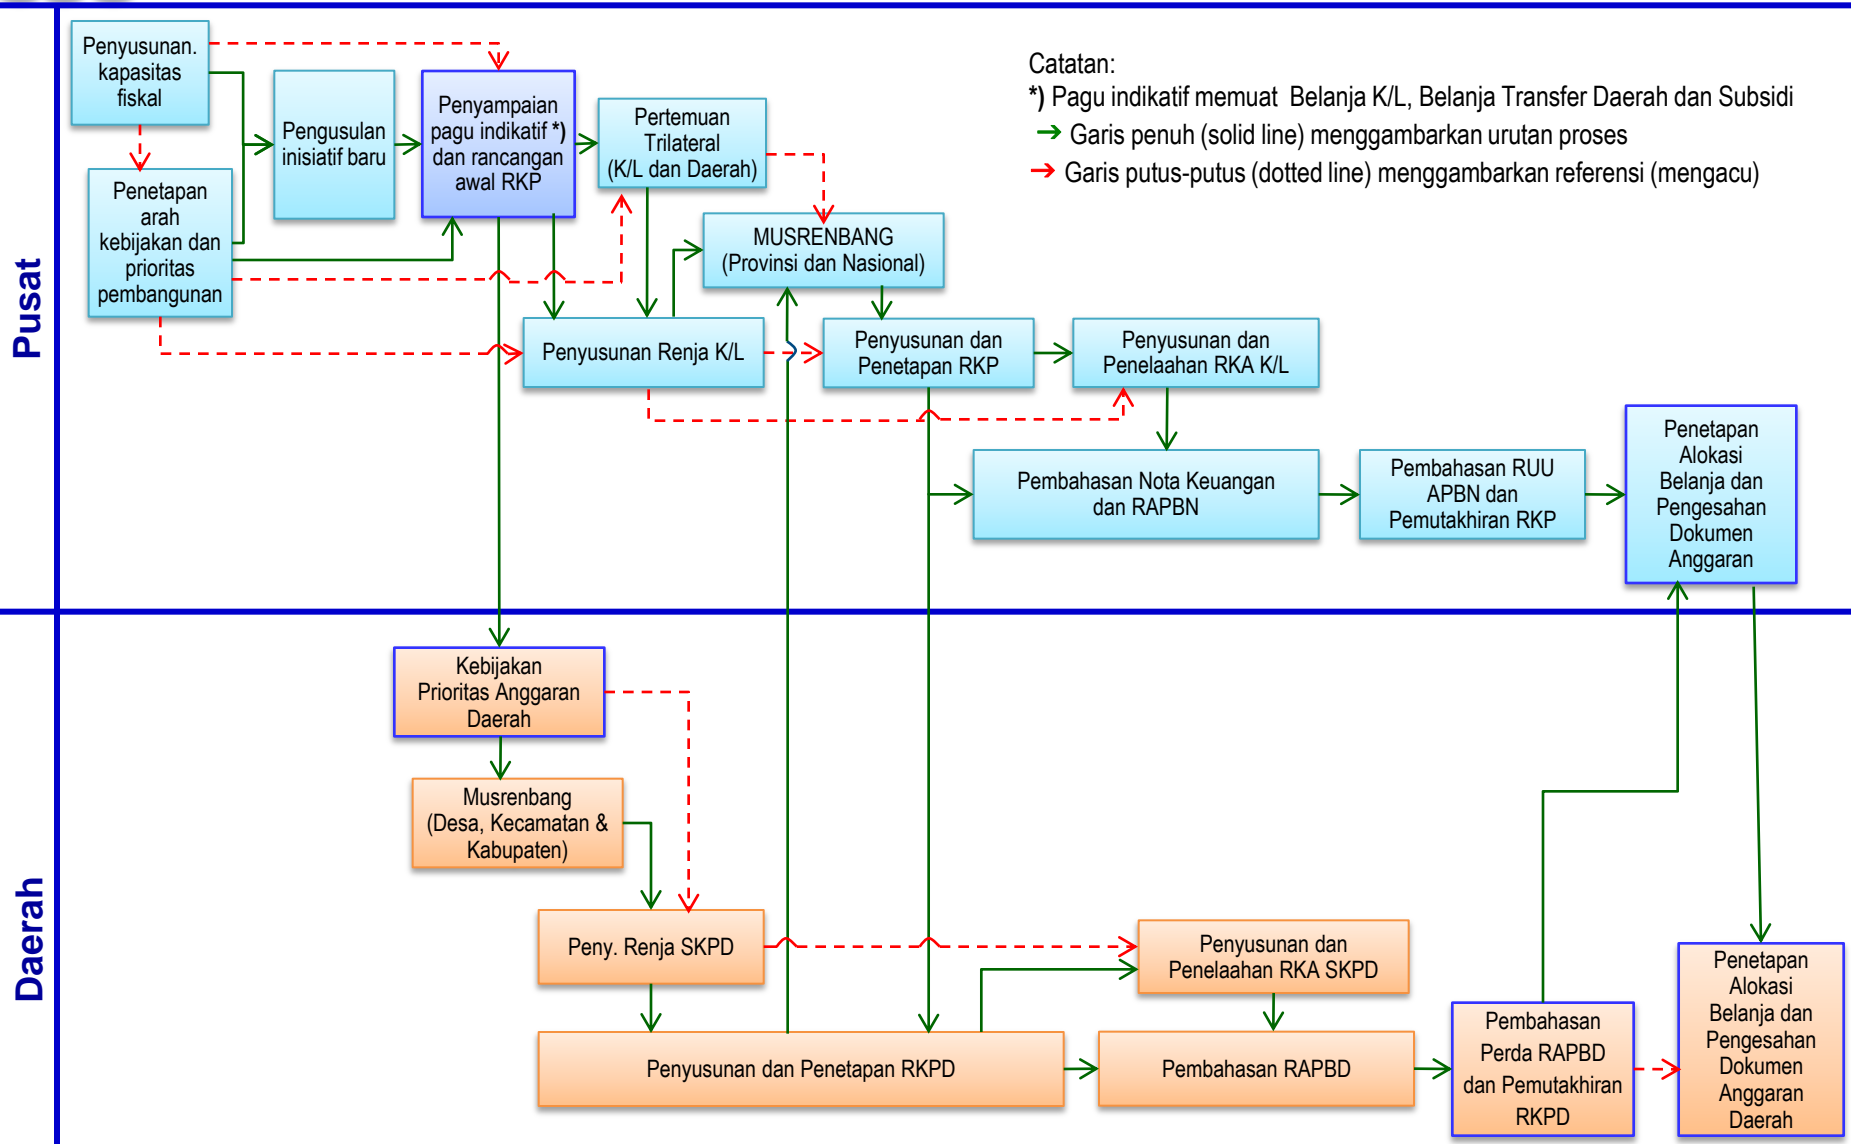 Penyusunan.
kapasitas
fiskal
Pengusulan
inisiatif baru
Penyampaian
pagu indikatif *)
dan rancangan
awal RKP
Pertemuan
Trilateral
(K/L dan Daerah)
Catatan:
*) Pagu indikatif memuat  Belanja K/L, Belanja Transfer Daerah dan Subsidi
Garis penuh (solid line) menggambarkan urutan proses
Garis putus-putus (dotted line) menggambarkan referensi (mengacu)
Penetapan
arah
kebijakan dan
prioritas
pembangunan
MUSRENBANG
(Provinsi dan Nasional)
Pusat
Penyusunan Renja K/L
Penyusunan dan
Penetapan RKP
Penyusunan dan
Penelaahan RKA K/L
Pembahasan Nota Keuangan
dan RAPBN
Pembahasan RUU
APBN dan
Pemutakhiran RKP
Penetapan
Alokasi
Belanja dan
Pengesahan
Dokumen
Anggaran
Daerah
Kebijakan
Prioritas Anggaran
Daerah
Musrenbang
(Desa, Kecamatan &
Kabupaten)
Peny. Renja SKPD
Penyusunan dan
Penelaahan RKA SKPD
Penyusunan dan Penetapan RKPD
Pembahasan RAPBD
Pembahasan
Perda RAPBD
dan Pemutakhiran
RKPD
Penetapan
Alokasi
Belanja dan
Pengesahan
Dokumen
Anggaran
Daerah